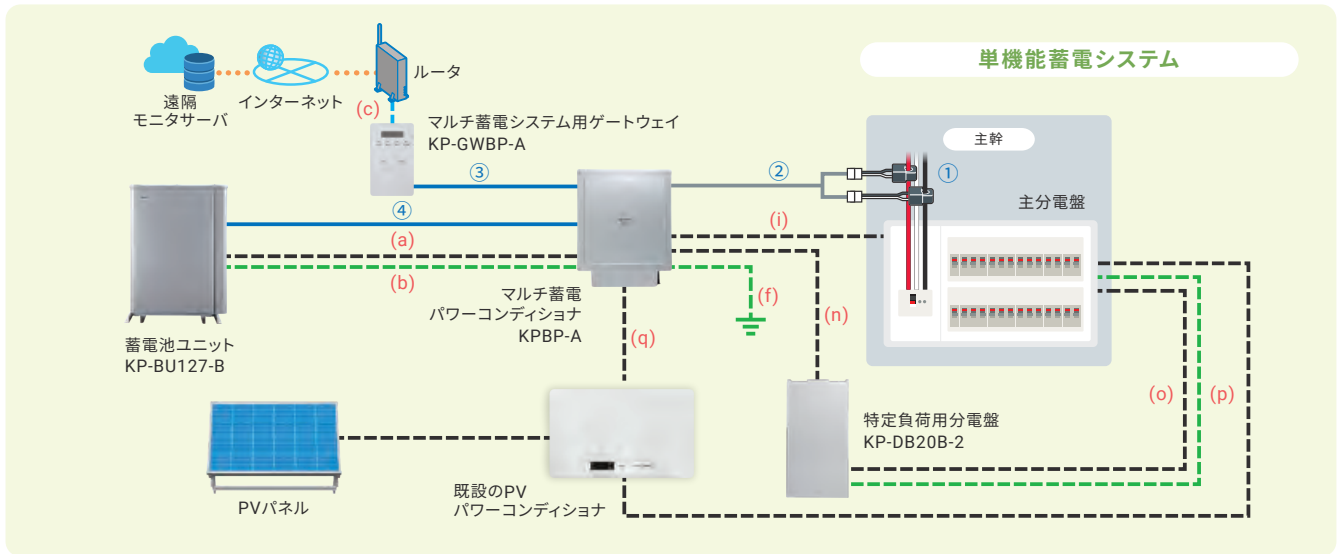 単機能蓄電システム
ルータ
遠隔
モニタサーバ
インターネット
(c)
マルチ蓄電システム用ゲートウェイ
KP-GWBP-A
主幹
③
②
①
主分電盤
④
(a)
(i)
(b)
(f)
(n)
マルチ蓄電
パワーコンディショナ
KPBP-A
(q)
蓄電池ユニット
KP-BU127-B
(o)
(p)
特定負荷用分電盤
KP-DB20B-2
PVパネル
既設のPV
パワーコンディショナ